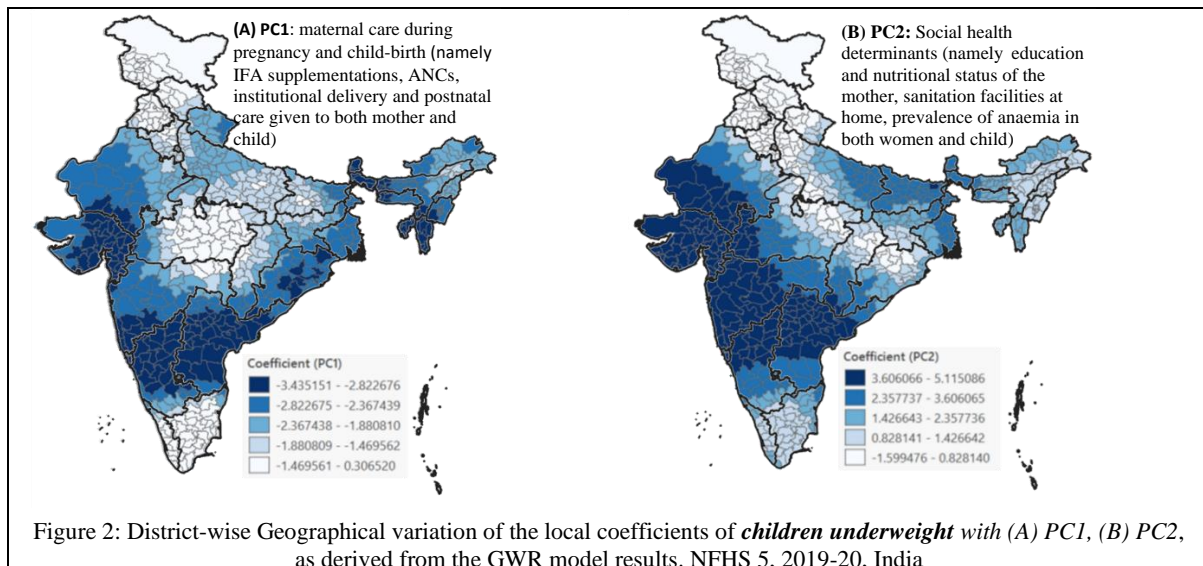 (A) PC1: maternal care during
pregnancy and child-birth (namely
IFA supplementations, ANCs,
institutional delivery and postnatal
care given to both mother and
child)
Coefficient (PC1)
-3.435151 - -2.822676
-2.822675 - -2.367439
-2.367438 - -1.880810
-1.880809 - -1.469562
-1.469561 - 0.306520
(B) PC2: Social health
determinants (namely education
and nutritional status of the
mother, sanitation facilities at
home, prevalence of anaemia in
both women and child)
Coefficient (PC2)
3.606066 - 5.115086
2.357737 - 3.606065
1.426643 - 2.357736
0.828141 - 1.426642
-1.599476 - 0.828140
Figure 2: District-wise Geographical variation of the local coefficients of children underweight with (A) PC1, (B) PC2,
as derived from the GWR model results, NFHS 5, 2019-20, India